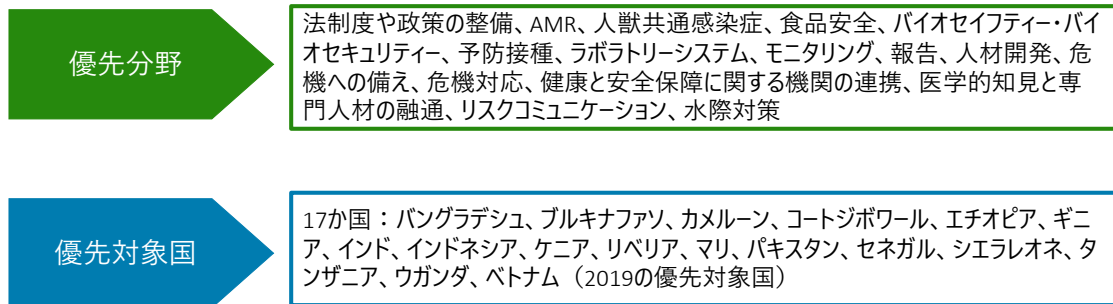 優先分野
法制度や政策の整備、AMR、人獣共通感染症、食品安全、バイオセイフティー・バイ
オセキュリティー、予防接種、ラボラトリーシステム、モニタリング、報告、人材開発、危
機への備え、危機対応、健康と安全保障に関する機関の連携、医学的知見と専
門人材の融通、リスクコミュニケーション、水際対策
優先対象国
17か国：バングラデシュ、ブルキナファソ、カメルーン、コートジボワール、エチオピア、ギニ
ア、インド、インドネシア、ケニア、リベリア、マリ、パキスタン、セネガル、シエラレオネ、タ
ンザニア、ウガンダ、ベトナム（2019の優先対象国）